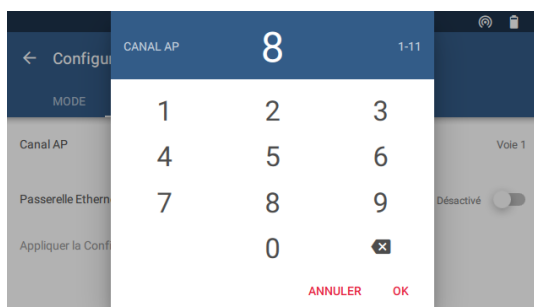 ← Configu
CANAL AP 8 1-11
MODE
1 2 3
Canal AP Voie 1
4 5 6
Passerelle Ethern 7 8 9 Désactivé
Appliquer la Confi 0
ANNULER OK